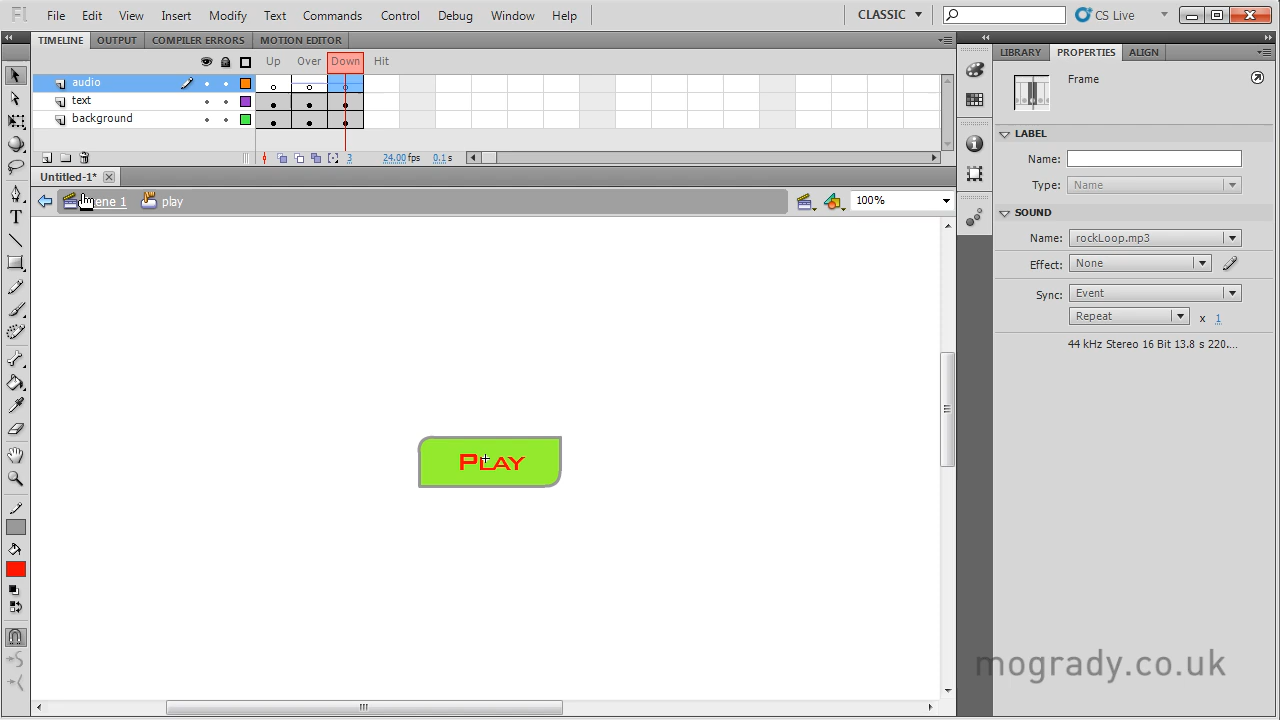 Fl File Edit View Insert Modify Text Commands Control Debug Window Help CLASSIC CS Live
TIMELINE OUTPUT COMPILER ERRORS MOTION EDITOR
Up Over Down Hit
audio
text
background
3 24.00 fps 0.1 s
Untitled-1*
ene 1 play 100%
Play
LIBRARY PROPERTIES ALIGN
Frame
LABEL
Name:
Type: Name
SOUND
Name: rockLoop.mp3
Effect: None
Sync: Event
Repeat x 1
44 kHz Stereo 16 Bit 13.8 s 220....
mogrady.co.uk